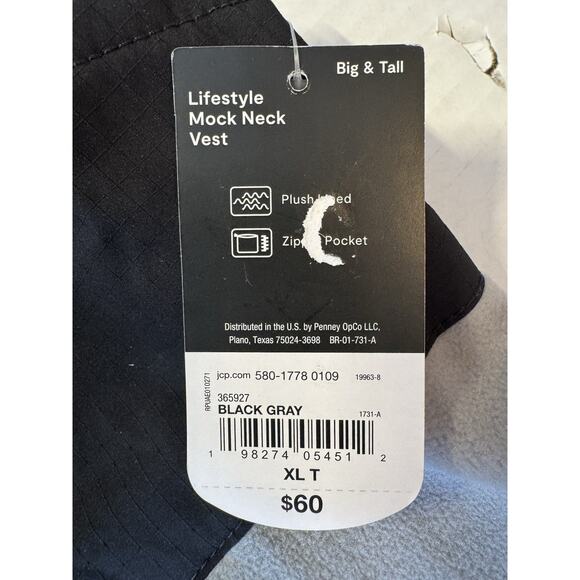 Big & Tall
Lifestyle
Mock Neck
Vest
Plush
Pocket
Distributed in the U.S. by Penney OpCo LLC,
Plano, Texas 75024-3698 BR-01-731-A
RPUAE010271
jcp.com 580-1778 0109 19963-8
365927
BLACK GRAY 1731-A
1 98274 05451 2
XL T
$60